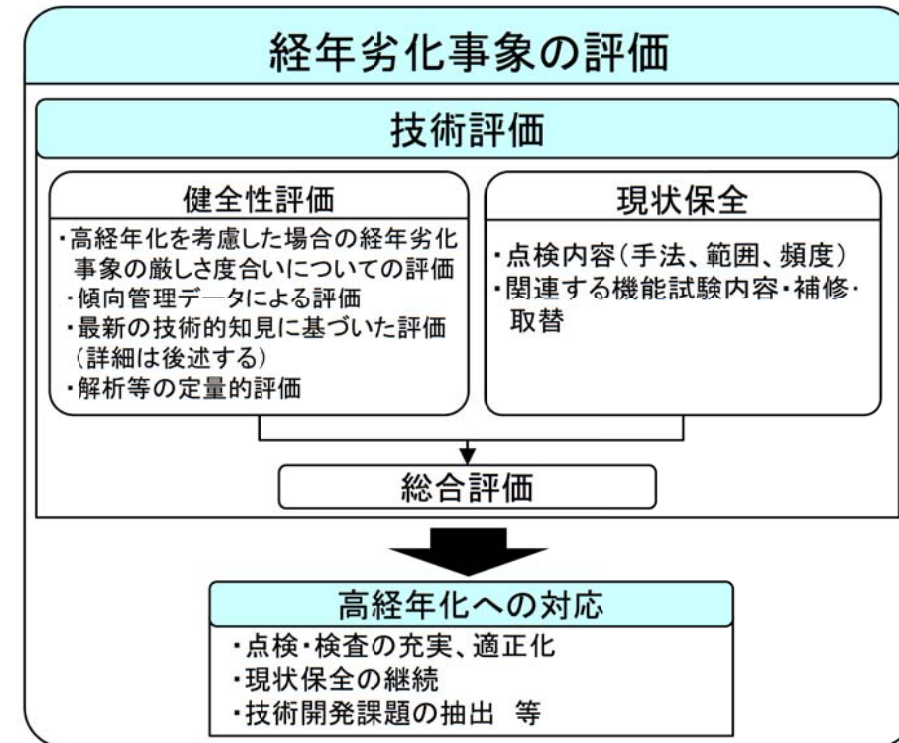 経年劣化事象の評価
技術評価
健全性評価
・高経年化を考慮した場合の経年劣化
事象の厳しさ度合いについての評価
・傾向管理データによる評価
・最新の技術的知見に基づいた評価
(詳細は後述する)
・解析等の定量的評価
現状保全
・点検内容(手法、範囲、頻度)
・関連する機能試験内容・補修・
取替
総合評価
高経年化への対応
・点検・検査の充実、適正化
・現状保全の継続
・技術開発課題の抽出 等